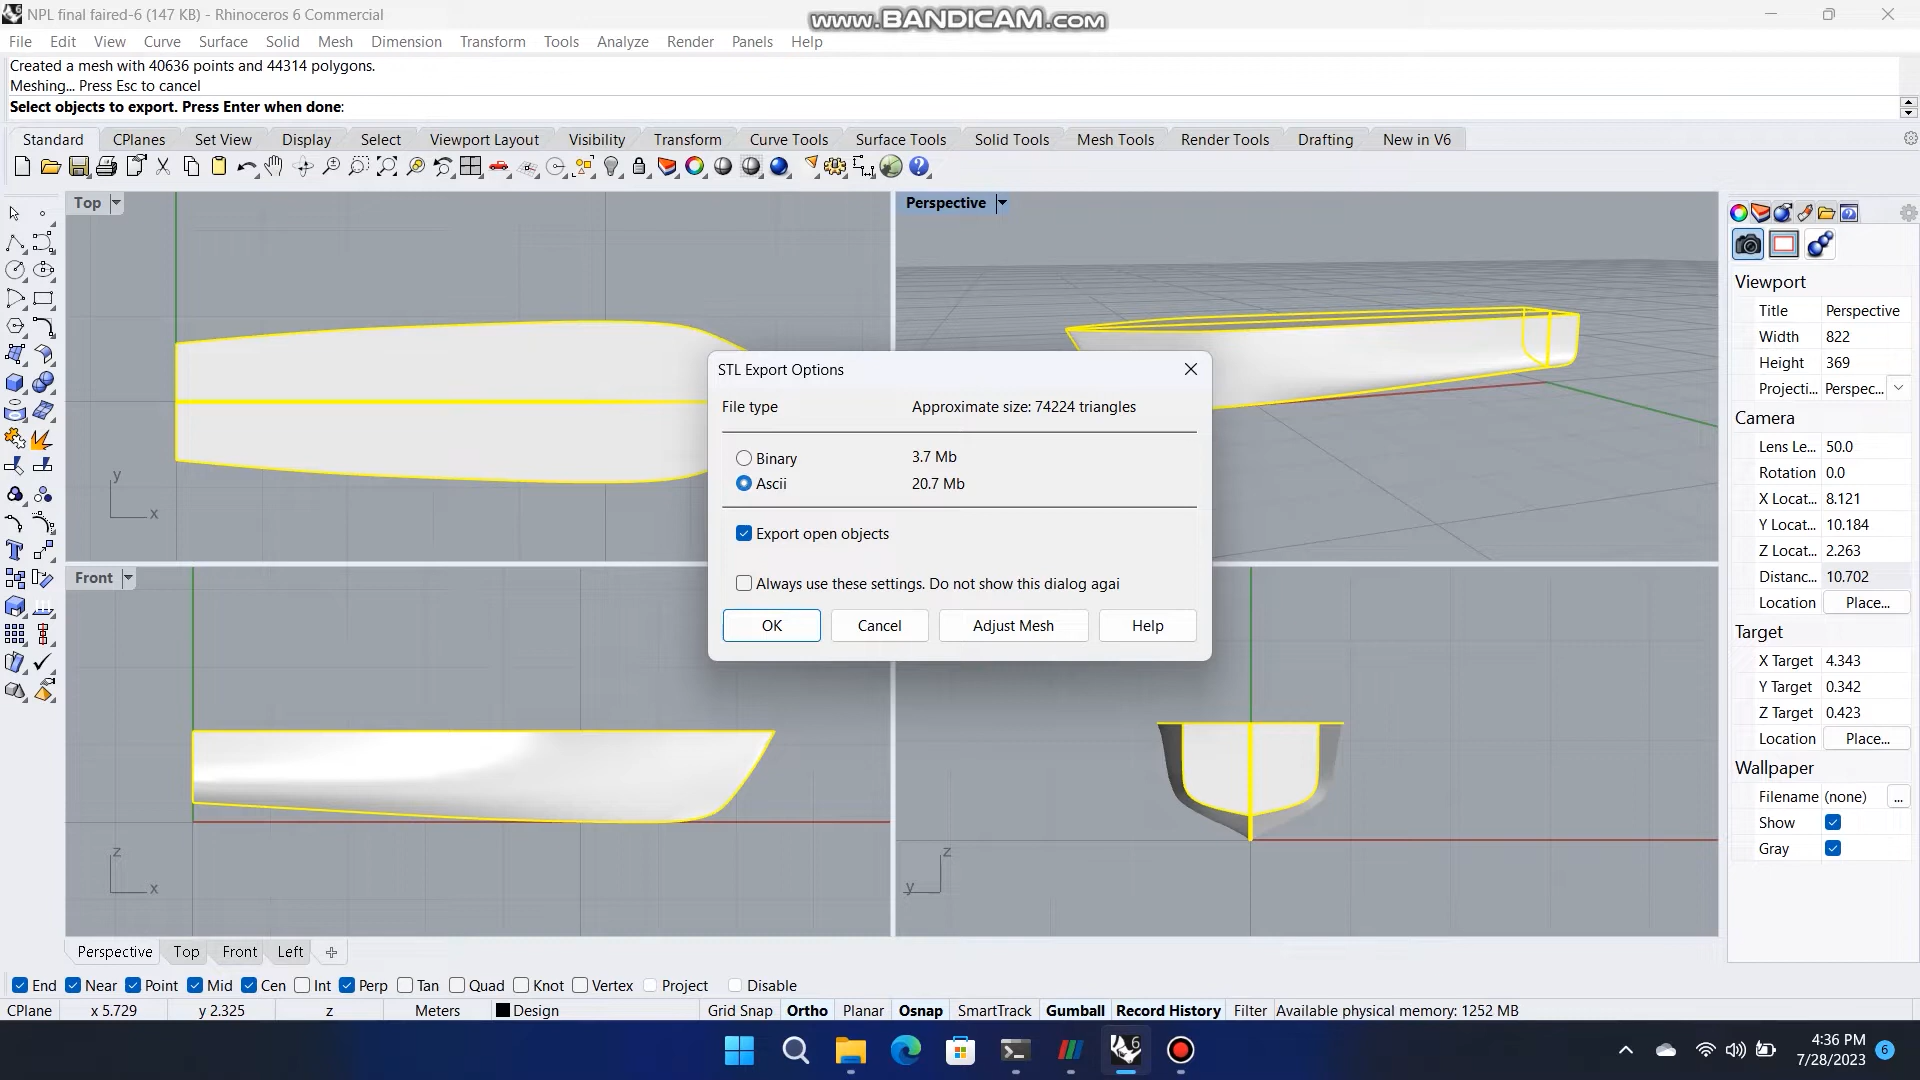 NPL final faired-6 (147 KB) - Rhinoceros 6 Commercial
www.BANDICAM.com
File Edit View Curve Surface Solid Mesh Dimension Transform Tools Analyze Render Panels Help
Created a mesh with 40636 points and 44314 polygons.
Meshing... Press Esc to cancel
Select objects to export. Press Enter when done:
Standard CPlanes Set View Display Select Viewport Layout Visibility Transform Curve Tools Surface Tools Solid Tools Mesh Tools Render Tools Drafting New in V6
Top
Perspective
y
x
Front
z
x
z
y
STL Export Options
File type Approximate size: 74224 triangles
Binary 3.7 Mb
Ascii 20.7 Mb
Export open objects
Always use these settings. Do not show this dialog agai
OK Cancel Adjust Mesh Help
Viewport
Title Perspective
Width 822
Height 369
Projecti... Perspec...
Camera
Lens Le... 50.0
Rotation 0.0
X Locat... 8.121
Y Locat... 10.184
Z Locat... 2.263
Distanc... 10.702
Location Place...
Target
X Target 4.343
Y Target 0.342
Z Target 0.423
Location Place...
Wallpaper
Filename (none) ...
Show
Gray
Perspective Top Front Left
End Near Point Mid Cen Int Perp Tan Quad Knot Vertex Project Disable
CPlane x 5.729 y 2.325 z Meters Design Grid Snap Ortho Planar Osnap SmartTrack Gumball Record History Filter Available physical memory: 1252 MB
6
4:36 PM
7/28/2023
6